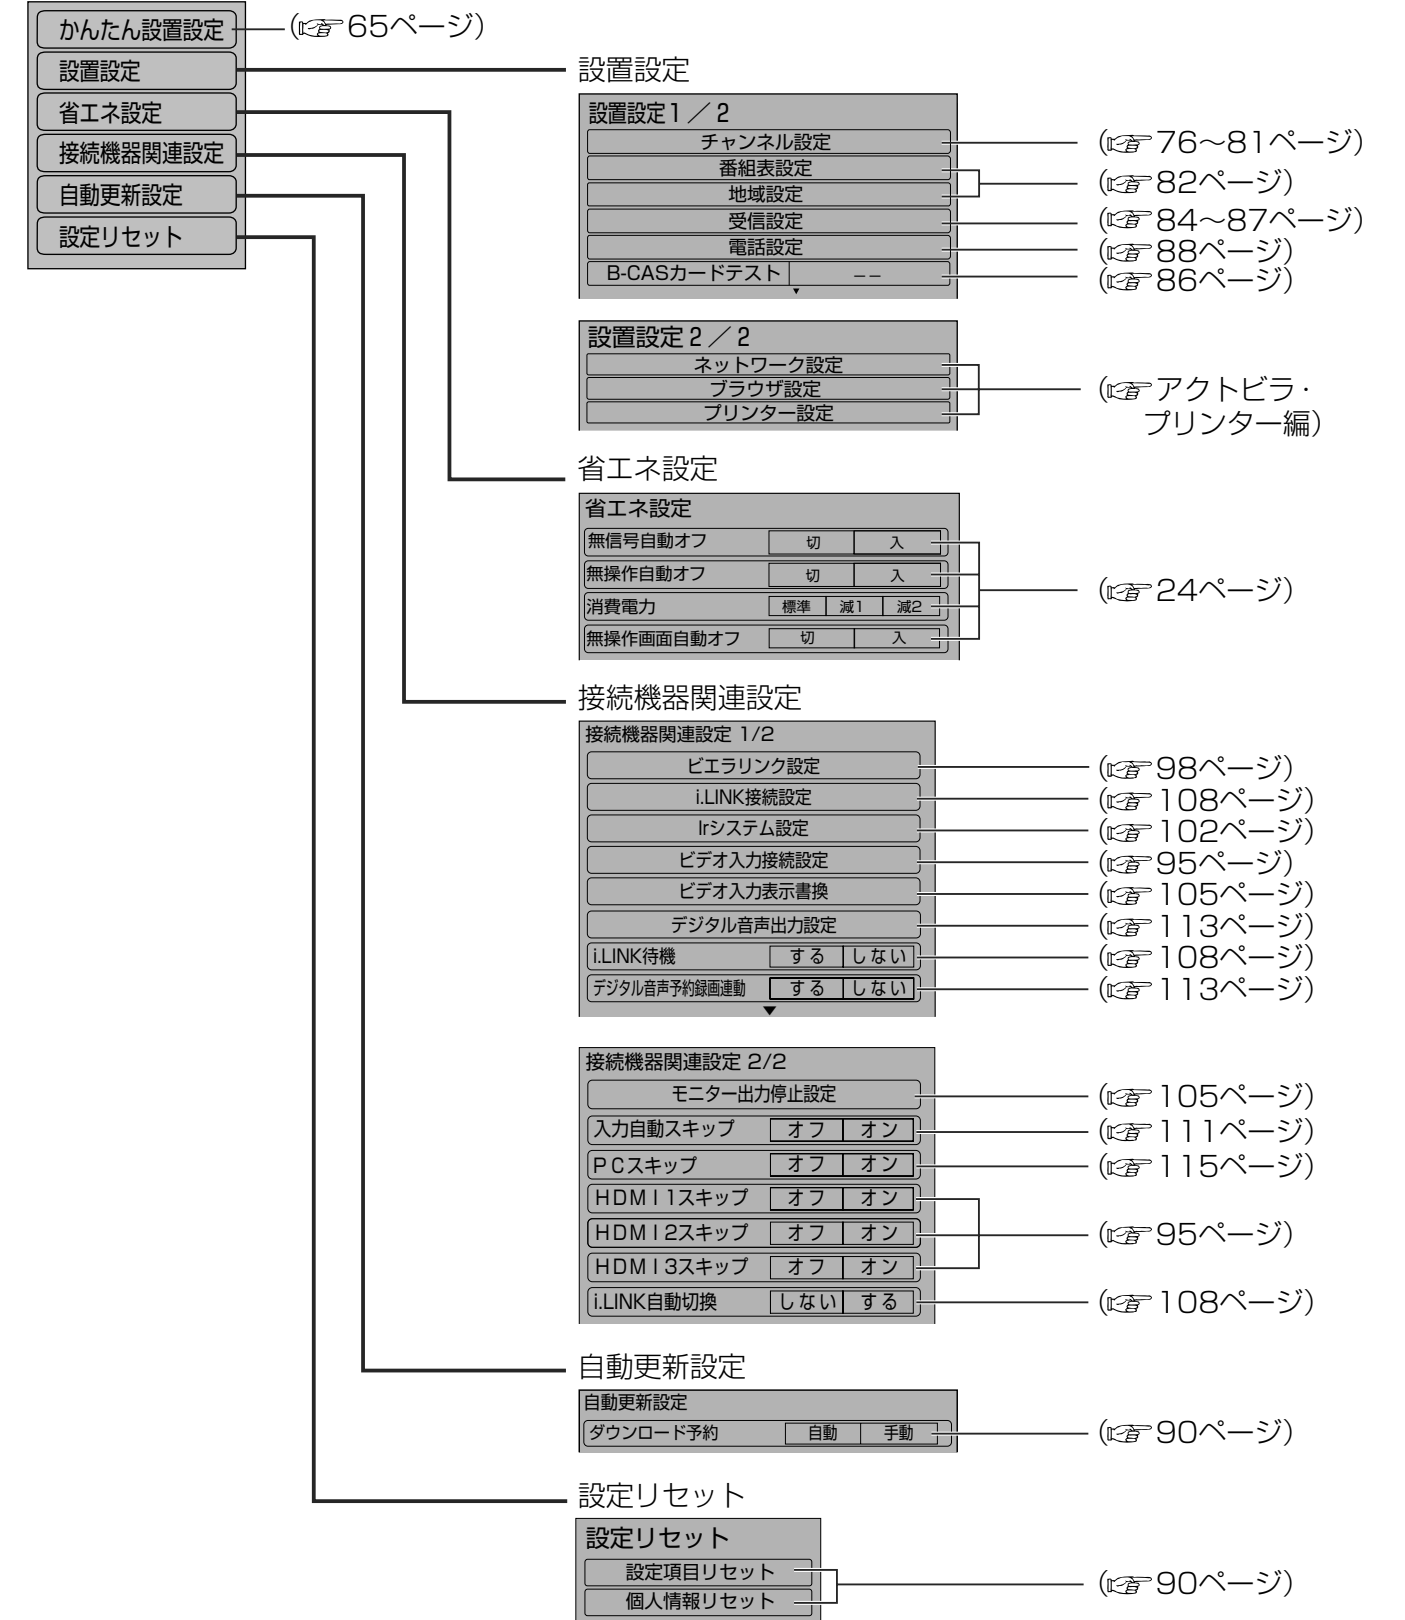 かんたん設置設定 (☞65ページ)
設置設定
省エネ設定
接続機器関連設定
自動更新設定
設定リセット
設置設定
設置設定1／2
チャンネル設定 (☞76～81ページ)
番組表設定
地域設定
(☞82ページ)
受信設定 (☞84～87ページ)
電話設定 (☞88ページ)
B-CASカードテスト −− (☞86ページ)
▼
設置設定2／2
ネットワーク設定
ブラウザ設定
プリンター設定
(☞アクトビラ・
プリンター編)
省エネ設定
省エネ設定
無信号自動オフ 切 入
無操作自動オフ 切 入
消費電力 標準 減1 減2
無操作画面自動オフ 切 入
(☞24ページ)
接続機器関連設定
接続機器関連設定 1/2
ビエラリンク設定 (☞98ページ)
i.LINK接続設定 (☞108ページ)
Irシステム設定 (☞102ページ)
ビデオ入力接続設定 (☞95ページ)
ビデオ入力表示書換 (☞105ページ)
デジタル音声出力設定 (☞113ページ)
i.LINK待機 する しない (☞108ページ)
デジタル音声予約録画連動 する しない (☞113ページ)
▼
接続機器関連設定 2/2
モニター出力停止設定 (☞105ページ)
入力自動スキップ オフ オン (☞111ページ)
PCスキップ オフ オン (☞115ページ)
HDMI1スキップ オフ オン
HDMI2スキップ オフ オン
HDMI3スキップ オフ オン
(☞95ページ)
i.LINK自動切換 しない する (☞108ページ)
自動更新設定
自動更新設定
ダウンロード予約 自動 手動 (☞90ページ)
設定リセット
設定リセット
設定項目リセット
個人情報リセット
(☞90ページ)